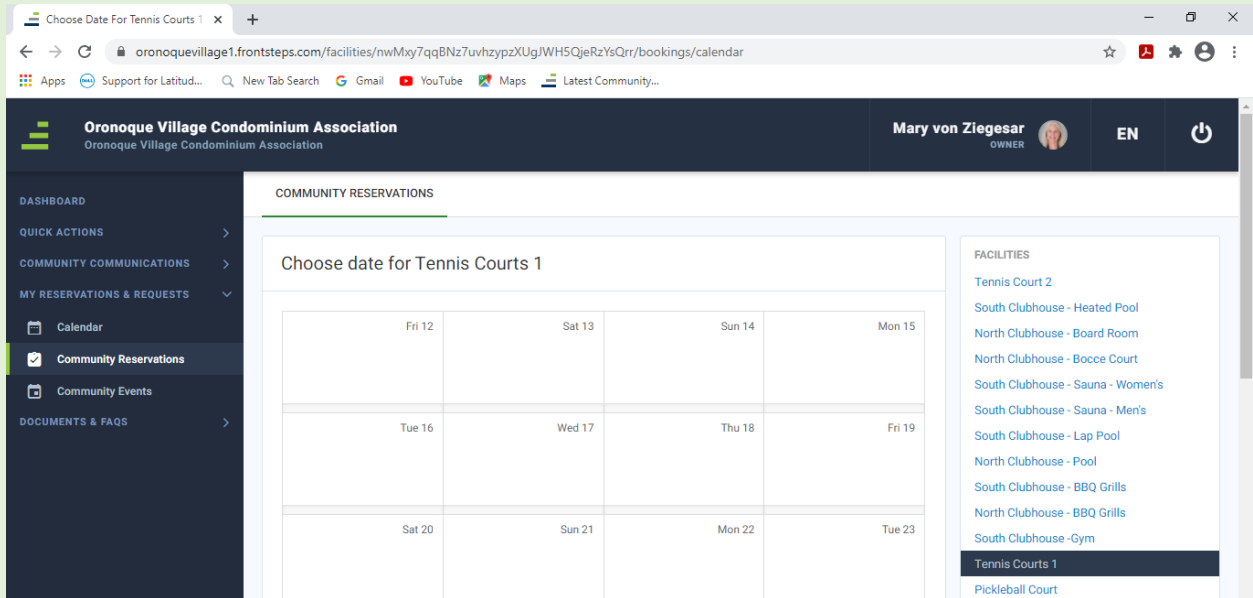 Choose Date For Tennis Courts 1
oronoquevillage1.frontsteps.com/facilities/nwMxy7qqBNz7uvhzypzXUgJWH5QjeRzYsQrr/bookings/calendar
Apps Support for Latitud... New Tab Search Gmail YouTube Maps Latest Community...
Oronoque Village Condominium Association
Oronoque Village Condominium Association
Mary von Ziegesar
OWNER
EN
DASHBOARD
QUICK ACTIONS
COMMUNITY COMMUNICATIONS
MY RESERVATIONS & REQUESTS
Calendar
Community Reservations
Community Events
DOCUMENTS & FAQS
COMMUNITY RESERVATIONS
Choose date for Tennis Courts 1
Fri 12 Sat 13 Sun 14 Mon 15
Tue 16 Wed 17 Thu 18 Fri 19
Sat 20 Sun 21 Mon 22 Tue 23
FACILITIES
Tennis Court 2
South Clubhouse - Heated Pool
North Clubhouse - Board Room
North Clubhouse - Bocce Court
South Clubhouse - Sauna - Women's
South Clubhouse - Sauna - Men's
South Clubhouse - Lap Pool
North Clubhouse - Pool
South Clubhouse - BBQ Grills
North Clubhouse - BBQ Grills
South Clubhouse -Gym
Tennis Courts 1
Pickleball Court